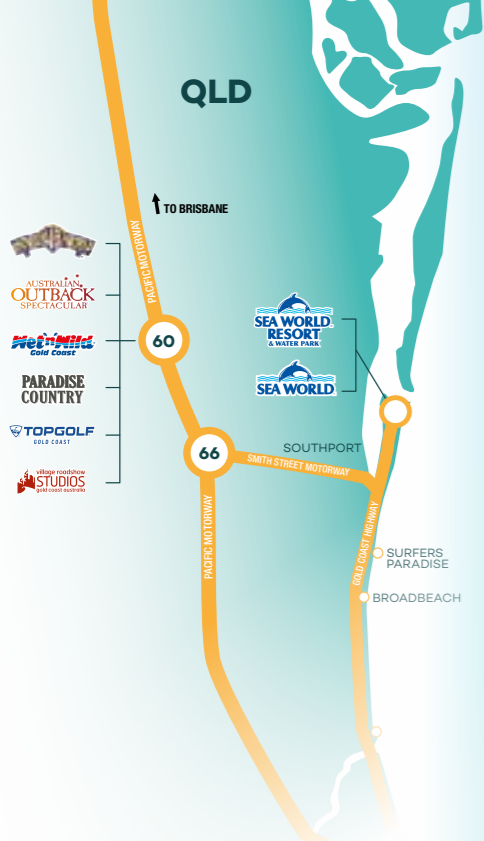 QLD
TO BRISBANE
PACIFIC MOTORWAY
AUSTRALIAN
OUTBACK
SPECTACULAR
Wet'n'Wild
Gold Coast
PARADISE
COUNTRY
TOPGOLF
GOLD COAST
village roadshow
STUDIOS
gold coast australia
60
SEA WORLD
RESORT
& WATER PARK
SEA WORLD
66
SOUTHPORT
SMITH STREET MOTORWAY
PACIFIC MOTORWAY
GOLD COAST HIGHWAY
SURFERS
PARADISE
BROADBEACH